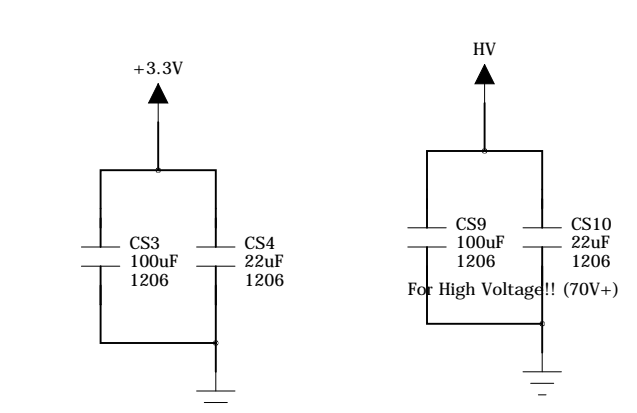 +3.3V
CS3
100uF
1206
CS4
22uF
1206
HV
CS9
100uF
1206
CS10
22uF
1206
For High Voltage!! (70V+)